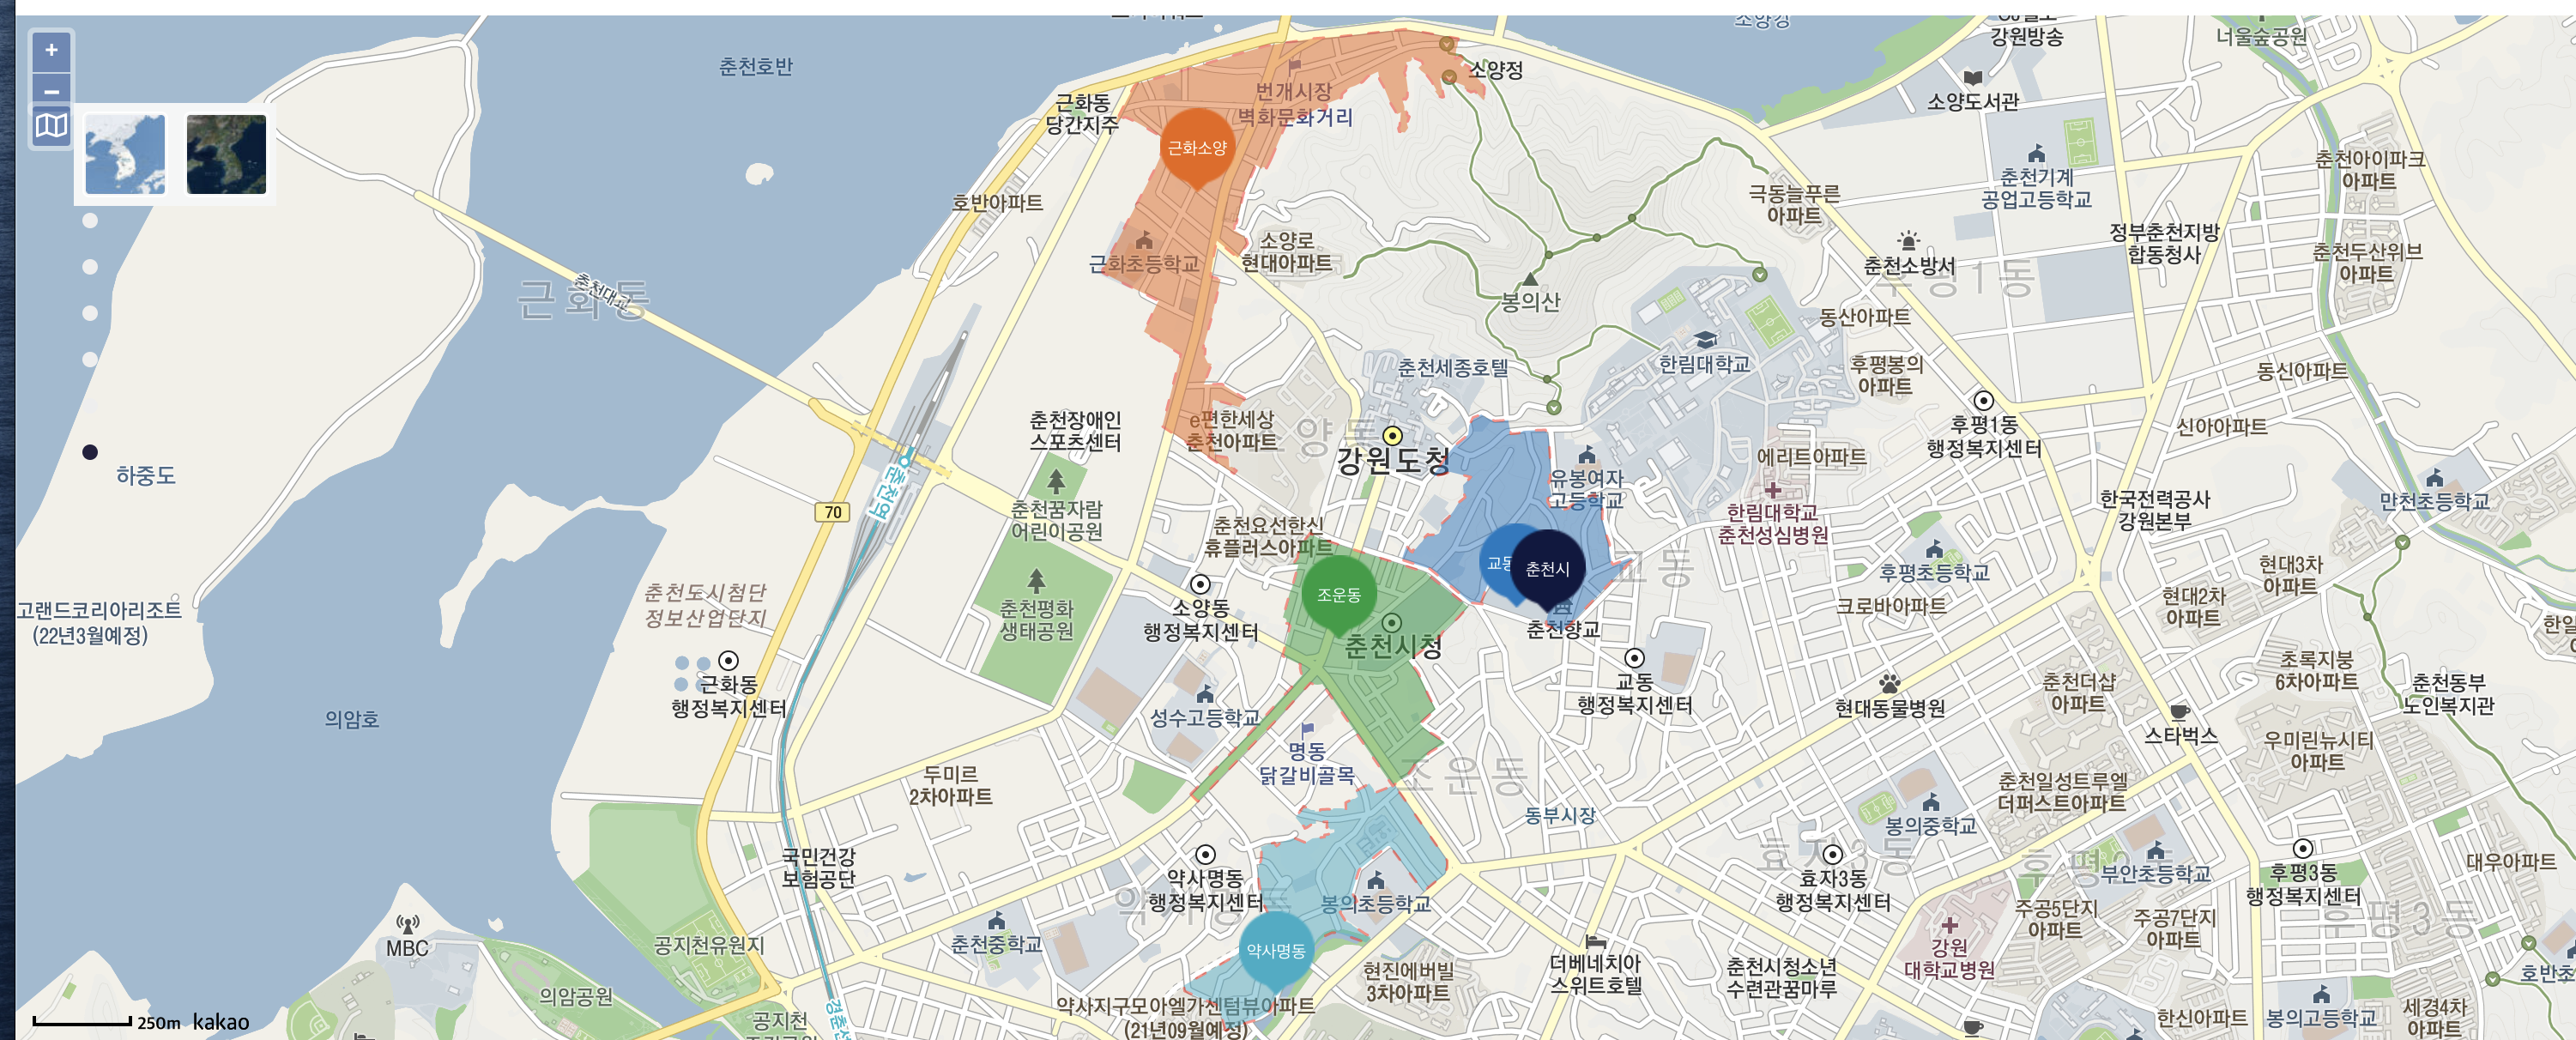 춘천호반
소양강
강원방송
너울숲공원
소양정
번개시장
벽화문화거리
근화동
당간지주
소양도서관
근화소양
춘천아이파크
아파트
춘천기계
공업고등학교
호반아파트
극동늘푸른
아파트
소양로
현대아파트
정부춘천지방
합동청사
춘천소방서
춘천두산위브
아파트
근화초등학교
후평1동
춘천대교
근화동
봉의산
동산아파트
한림대학교
춘천세종호텔
후평봉의
아파트
동신아파트
춘천장애인
스포츠센터
e편한세상
춘천아파트
소양동
강원도청
후평1동
행정복지센터
신아아파트
에리트아파트
하중도
유봉여자
고등학교
만천초등학교
춘천역
70
춘천꿈자람
어린이공원
한림대학교
춘천성심병원
한국전력공사
강원본부
춘천요선한신
휴플러스아파트
교동
춘천시
교동
후평초등학교
현대3차
아파트
조운동
춘천도시첨단
정보산업단지
춘천평화
생태공원
소양동
행정복지센터
크로바아파트
현대2차
아파트
고랜드코리아리조트
(22년3월예정)
춘천시청
춘천향교
한일
근화동
행정복지센터
교동
행정복지센터
초록지붕
6차아파트
춘천더샵
아파트
춘천동부
노인복지관
의암호
성수고등학교
현대동물병원
스타벅스
명동
닭갈비골목
우미린뉴시티
아파트
조운동
두미르
2차아파트
춘천일성트루엘
더퍼스트아파트
동부시장
봉의중학교
국민건강
보험공단
효자3동
후평2동
대우아파트
약사명동
행정복지센터
약사명동
봉의초등학교
효자3동
행정복지센터
부안초등학교
후평3동
행정복지센터
후평3동
주공5단지
아파트
주공7단지
아파트
MBC
공지천유원지
춘천중학교
약사명동
강원
대학교병원
더베네치아
스위트호텔
춘천시청소년
수련관꿈마루
현진에버빌
3차아파트
호반초
의암공원
약사지구모아엘가센텀뷰아파트
(21년09월예정)
250m kakao
공지천
경춘선
한신아파트
봉의고등학교
세경4차
아파트